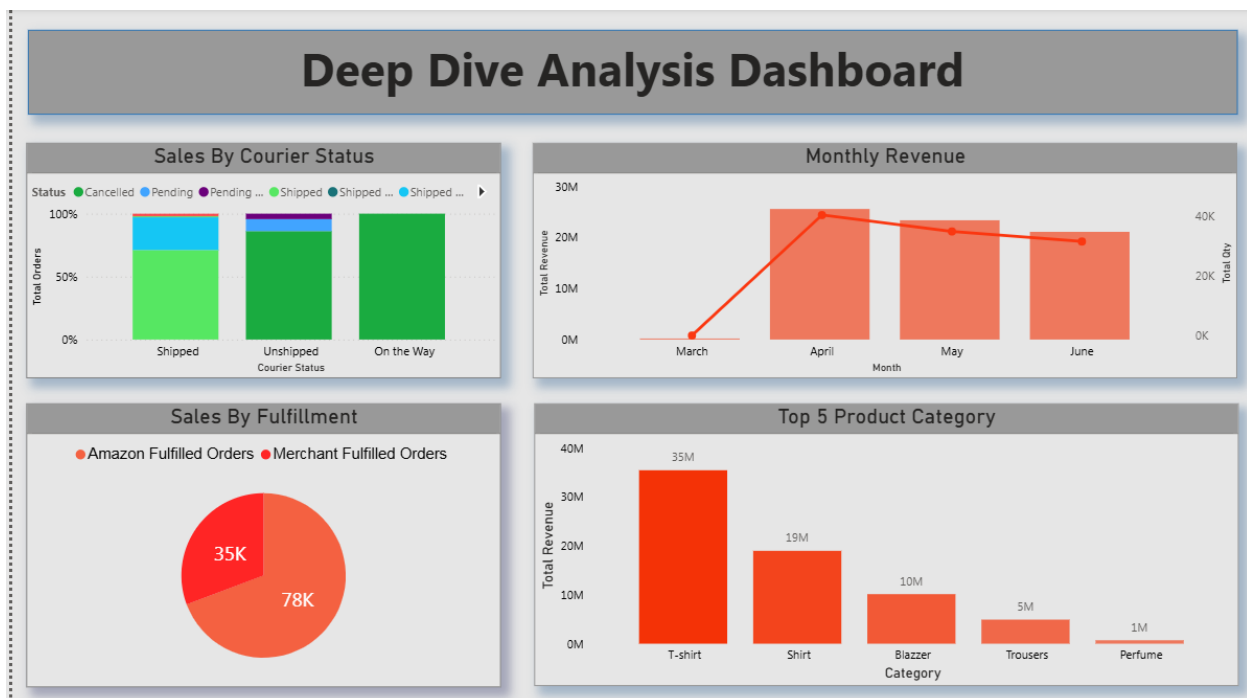 Deep Dive Analysis Dashboard
Sales By Courier Status
Status Cancelled Pending Pending ... Shipped Shipped ... Shipped ...
100%
50%
0%
Total Orders
Shipped Unshipped On the Way
Courier Status
Monthly Revenue
30M
20M
10M
0M
Total Revenue
40K
20K
0K
Total Qty
March April May June
Month
Sales By Fulfillment
Amazon Fulfilled Orders Merchant Fulfilled Orders
35K
78K
Top 5 Product Category
40M
30M
20M
10M
0M
Total Revenue
35M
19M
10M
5M
1M
T-shirt Shirt Blazzer Trousers Perfume
Category